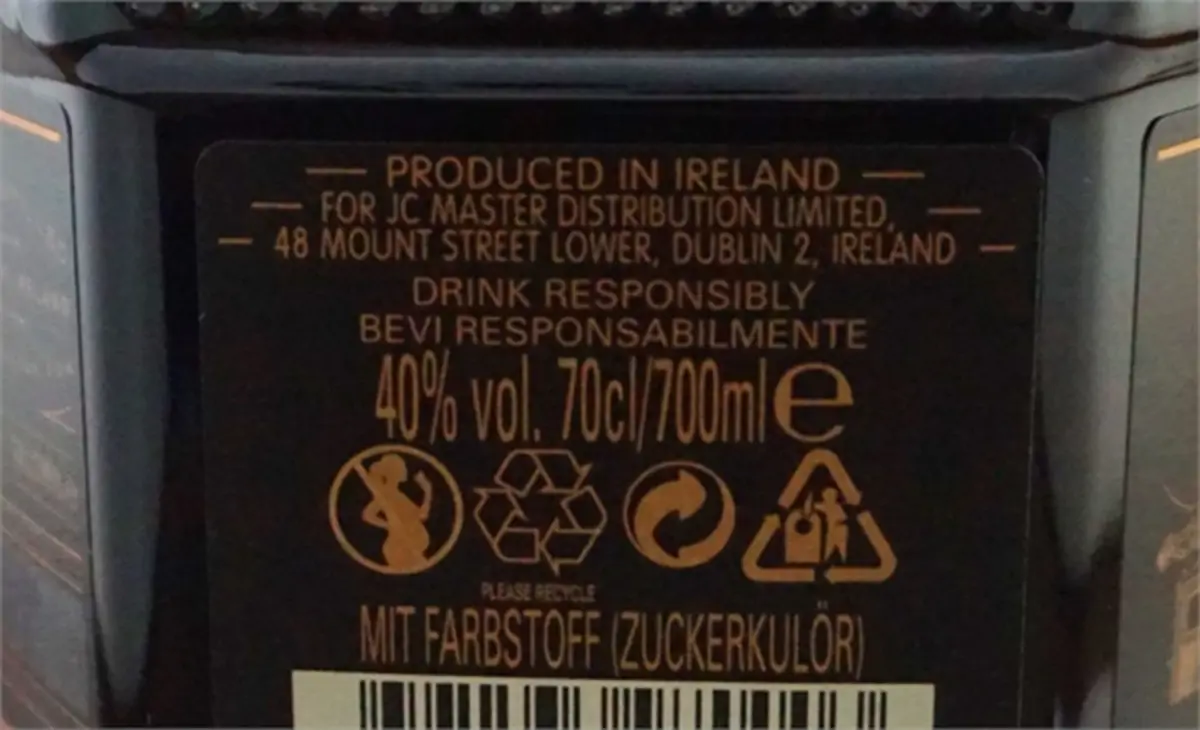 PRODUCED IN IRELAND
FOR JC MASTER DISTRIBUTION LIMITED,
48 MOUNT STREET LOWER, DUBLIN 2, IRELAND
DRINK RESPONSIBLY
BEVI RESPONSABILMENTE
40% vol. 70cl/700ml e
PLEASE RECYCLE
MIT FARBSTOFF (ZUCKERKULÖR)